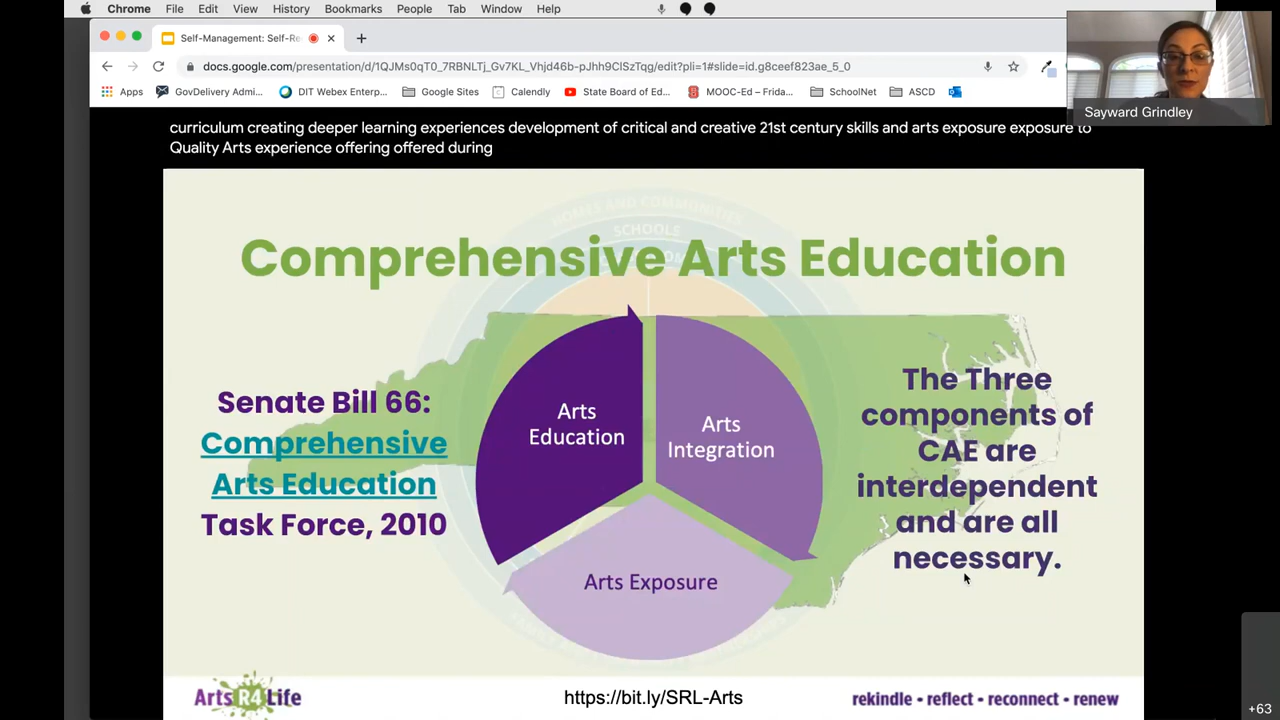 Chrome File Edit View History Bookmarks People Tab Window Help
Self-Management: Self-Re
docs.google.com/presentation/d/1QJMs0qT0_7RBNLTj_Gv7KL_Vhjd46b-pJhh9ClSzTqg/edit?pli=1#slide=id.g8ceef823ae_5_0
Apps GovDelivery Admi... DIT Webex Enterp... Google Sites Calendly State Board of Ed... MOOC-Ed – Frida... SchoolNet ASCD
Sayward Grindley
curriculum creating deeper learning experiences development of critical and creative 21st century skills and arts exposure exposure to
Quality Arts experience offering offered during
HOMES AND COMMUNITIES
SCHOOLS
Comprehensive Arts Education
Senate Bill 66:
Comprehensive
Arts Education
Task Force, 2010
Arts
Education
Arts
Integration
Arts Exposure
The Three
components of
CAE are
interdependent
and are all
necessary.
Arts R4 Life
https://bit.ly/SRL-Arts
rekindle • reflect • reconnect • renew
+63